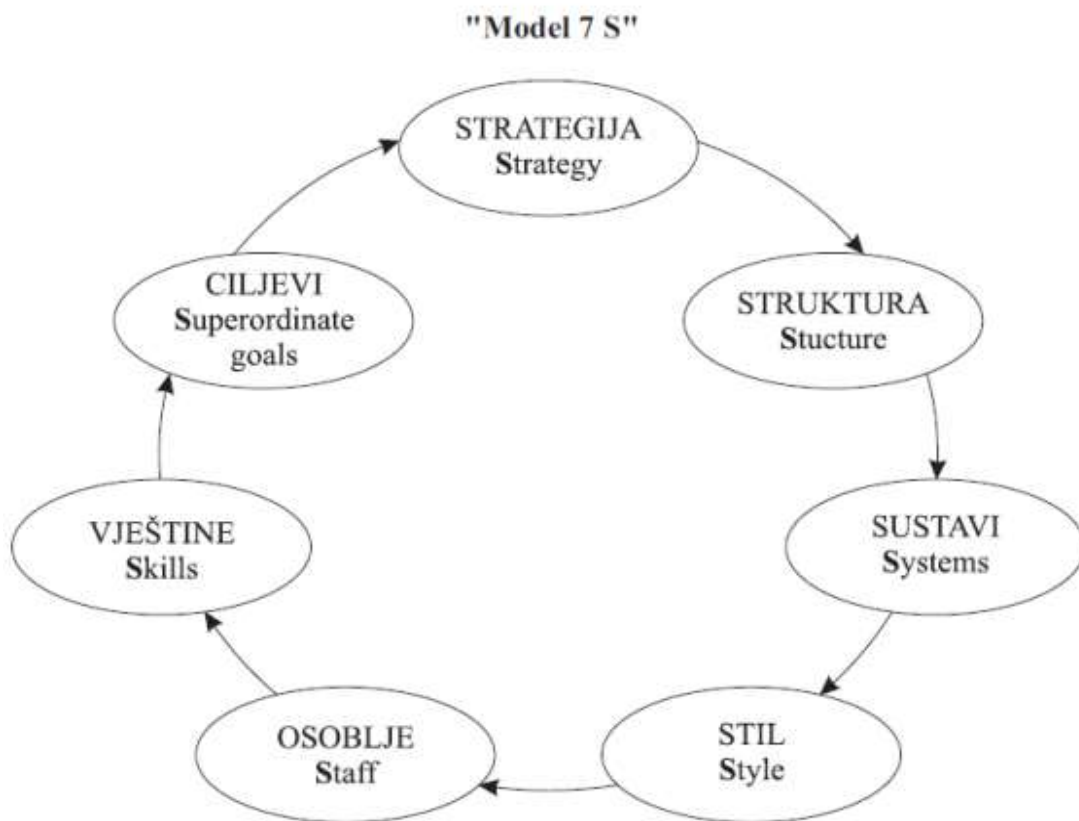 "Model 7 S"
STRATEGIJA
Strategy
CILJEVI
Superordinate
goals
STRUKTURA
Stucture
VJEŠTINE
Skills
SUSTAVI
Systems
OSOBLJE
Staff
STIL
Style